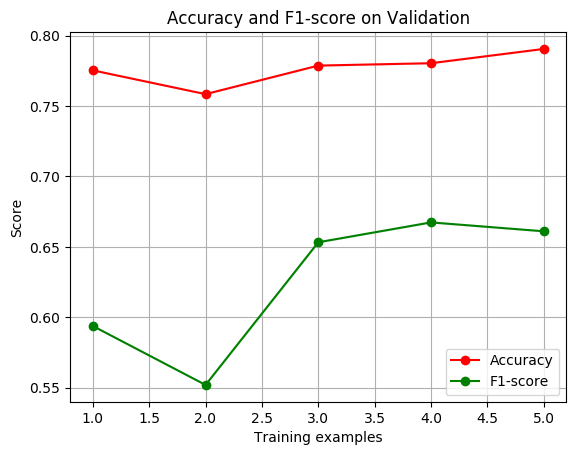 Accuracy and F1-score on Validation
0.80
0.75
0.70
0.65
0.60
0.55
Score
1.0 1.5 2.0 2.5 3.0 3.5 4.0 4.5 5.0
Training examples
Accuracy
F1-score